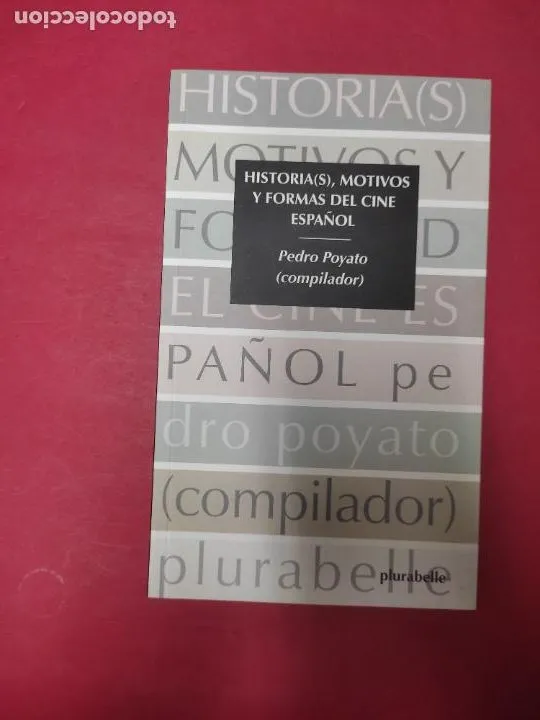 todocoleccion
HISTORIA(S)
MOTIVOS Y
HISTORIA(S), MOTIVOS
Y FORMAS DEL CINE
ESPAÑOL
Pedro Poyato
(compilador)
FO D
EL CINE ES
PAÑOL pe
dro poyato
(compilador)
plurabelle
plurabelle